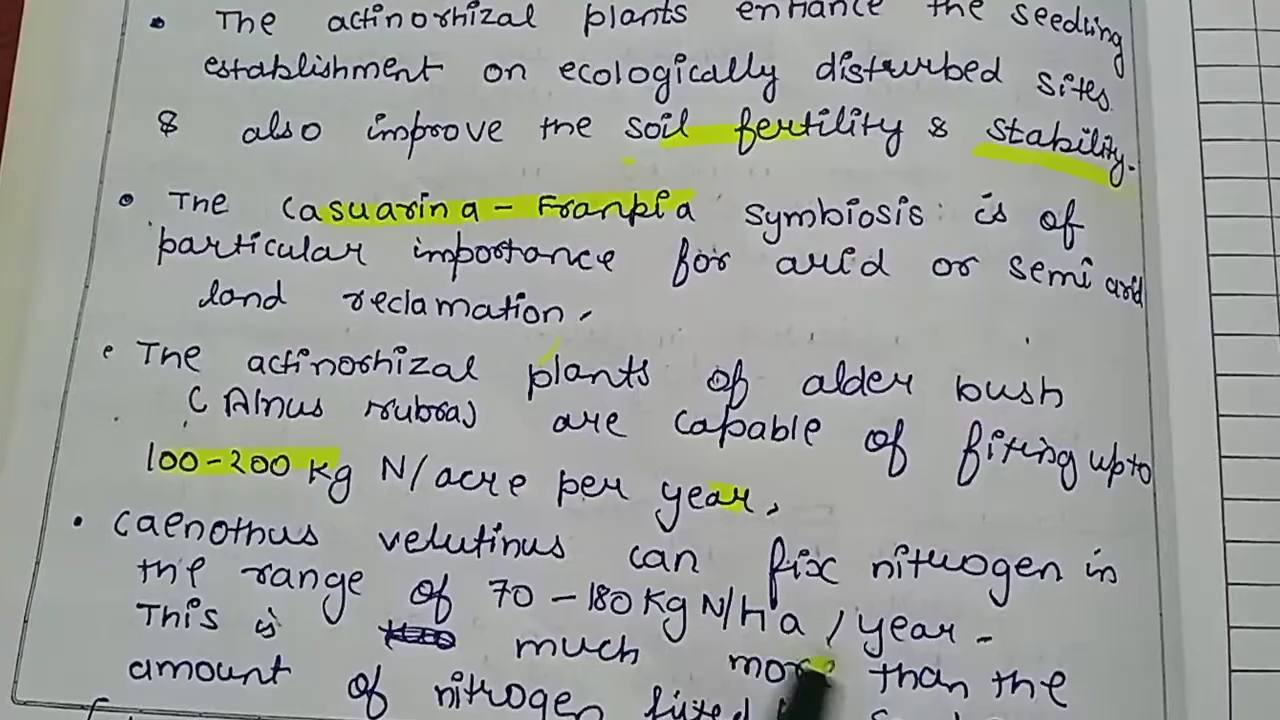 • The actinorhizal plants enhance the seedling
establishment on ecologically disturbed sites.
& also improve the soil fertility & stability.
• The Casuarina - Frankia symbiosis is of
particular importance for arid or semi arid
land reclamation.
• The actinorhizal plants of alder bush
(Alnus rubra) are capable of fixing upto
100-200 kg N/acre per year.
• Caenothus velutinus can fix nitrogen in
the range of 70 - 180 Kg N/Ha / year -
This is much more than the
amount of nitrogen fixed